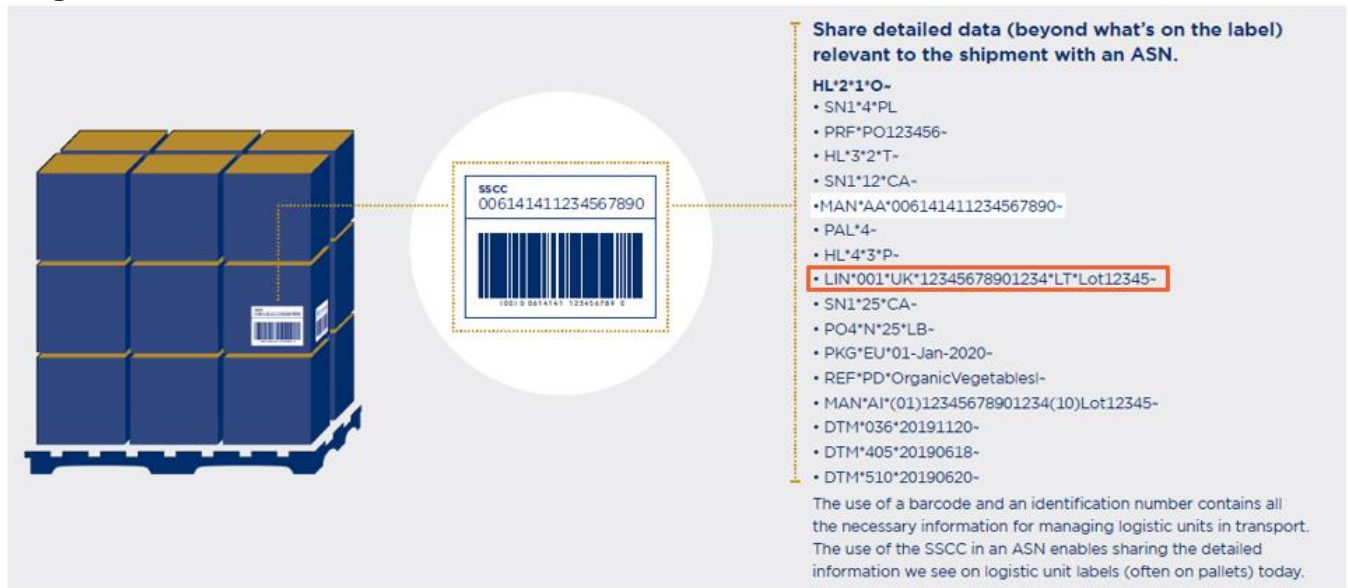 SSCC
006141411234567890
(00) 0 0614141 123456789 0
Share detailed data (beyond what's on the label)
relevant to the shipment with an ASN.
HL*2*1*O~
• SN1*4*PL
• PRF*PO123456~
• HL*3*2*T~
• SN1*12*CA~
•MAN*AA*006141411234567890~
• PAL*4~
• HL*4*3*P~
• LIN*001*UK*12345678901234*LT*Lot12345~
• SN1*25*CA~
• PO4*N*25*LB~
• PKG*EU*01-Jan-2020~
• REF*PD*OrganicVegetablesl~
• MAN*AI*(01)12345678901234(10)Lot12345~
• DTM*036*20191120~
• DTM*405*20190618~
• DTM*510*20190620~
The use of a barcode and an identification number contains all
the necessary information for managing logistic units in transport.
The use of the SSCC in an ASN enables sharing the detailed
information we see on logistic unit labels (often on pallets) today.